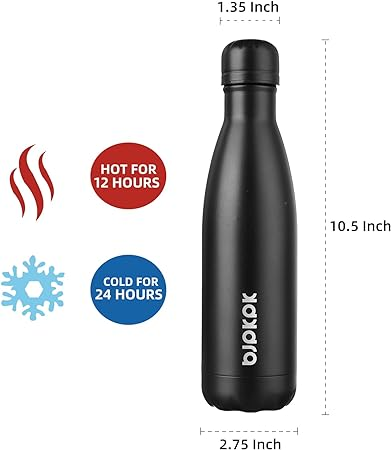 1.35 Inch
HOT FOR
12 HOURS
10.5 Inch
COLD FOR
24 HOURS
bjpkpk
2.75 Inch